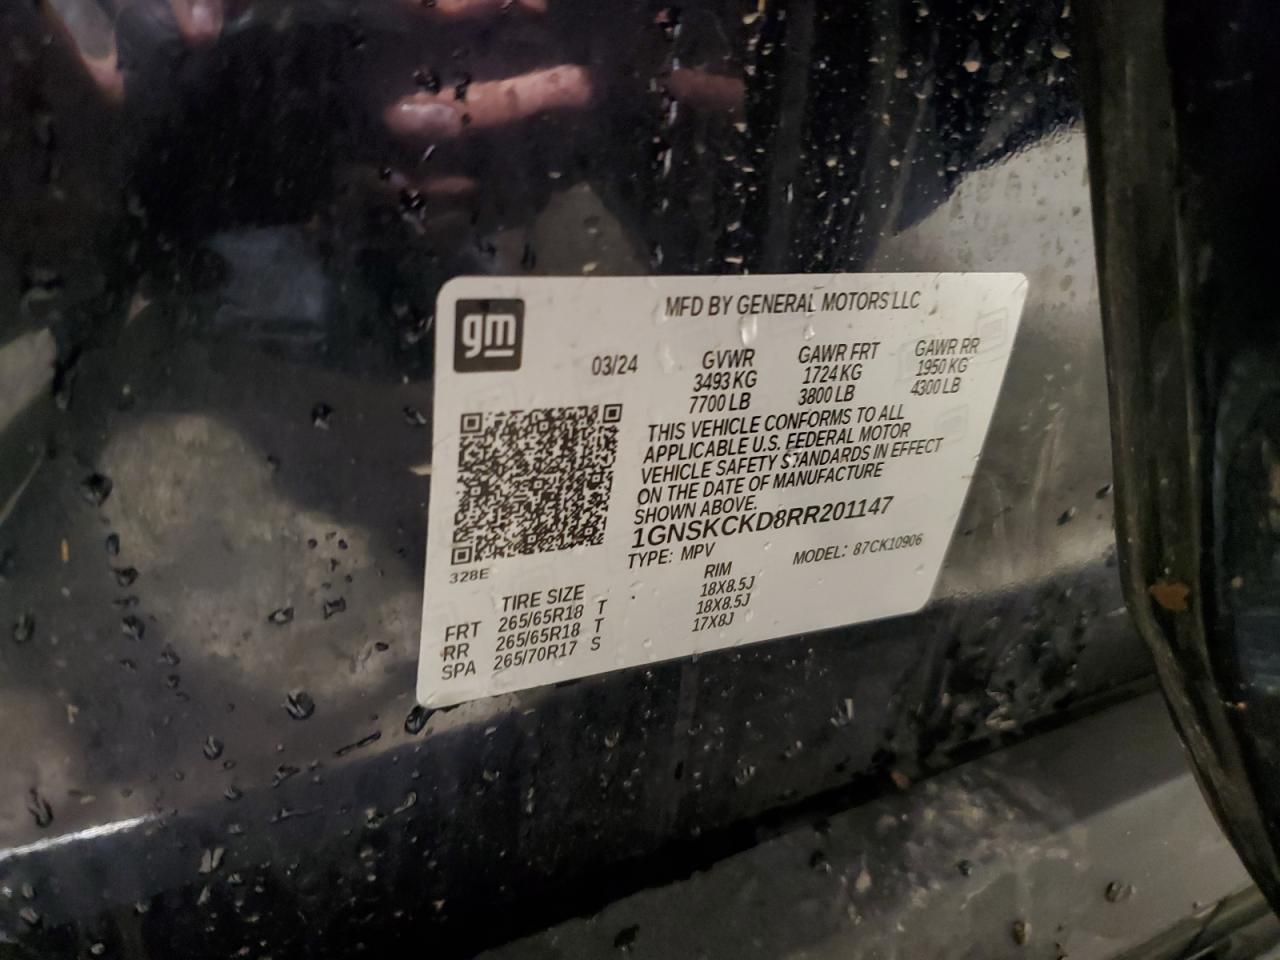 gm
MFD BY GENERAL MOTORS LLC
03/24 GVWR GAWR FRT GAWR RR
3493 KG 1724 KG 1950 KG
7700 LB 3800 LB 4300 LB
THIS VEHICLE CONFORMS TO ALL
APPLICABLE U.S. FEDERAL MOTOR
VEHICLE SAFETY STANDARDS IN EFFECT
ON THE DATE OF MANUFACTURE
SHOWN ABOVE.
1GNSKCKD8RR201147
TYPE: MPV MODEL: 87CK10906
328E
TIRE SIZE RIM
FRT 265/65R18 T 18X8.5J
RR 265/65R18 T 18X8.5J
SPA 265/70R17 S 17X8J